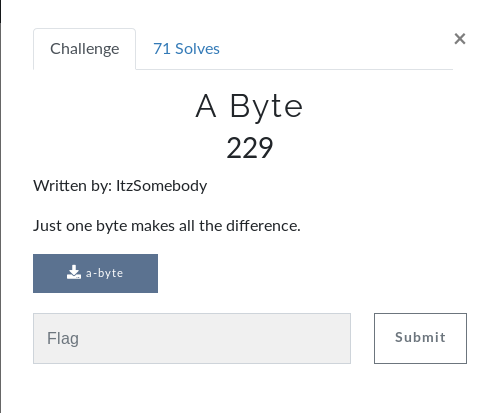 Challenge
71 Solves
×
A Byte
229
Written by: ItzSomebody
Just one byte makes all the difference.
a-byte
Flag
Submit